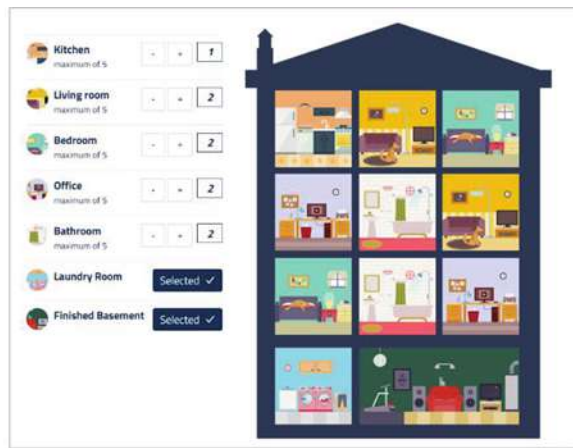 Kitchen
maximum of 5
- + 1
Living room
maximum of 5
- + 2
Bedroom
maximum of 5
- + 2
Office
maximum of 5
- + 2
Bathroom
maximum of 5
- + 2
Laundry Room
Selected ✓
Finished Basement
Selected ✓